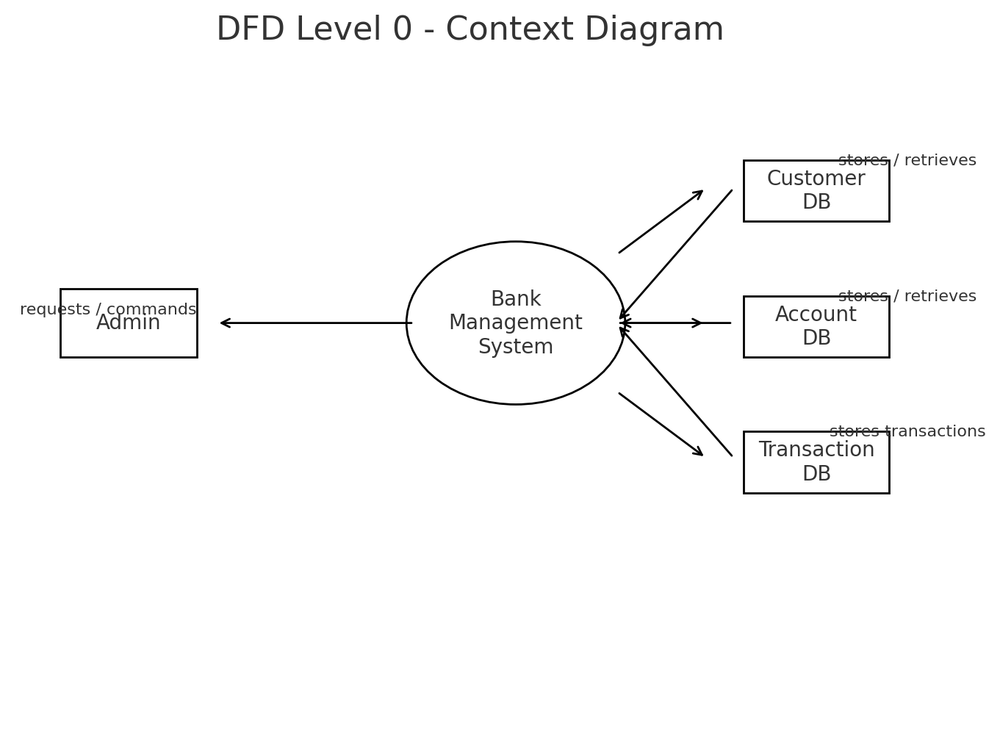 DFD Level 0 - Context Diagram
requests / commands
Admin
Bank
Management
System
stores / retrieves
Customer
DB
stores / retrieves
Account
DB
stores transactions
Transaction
DB